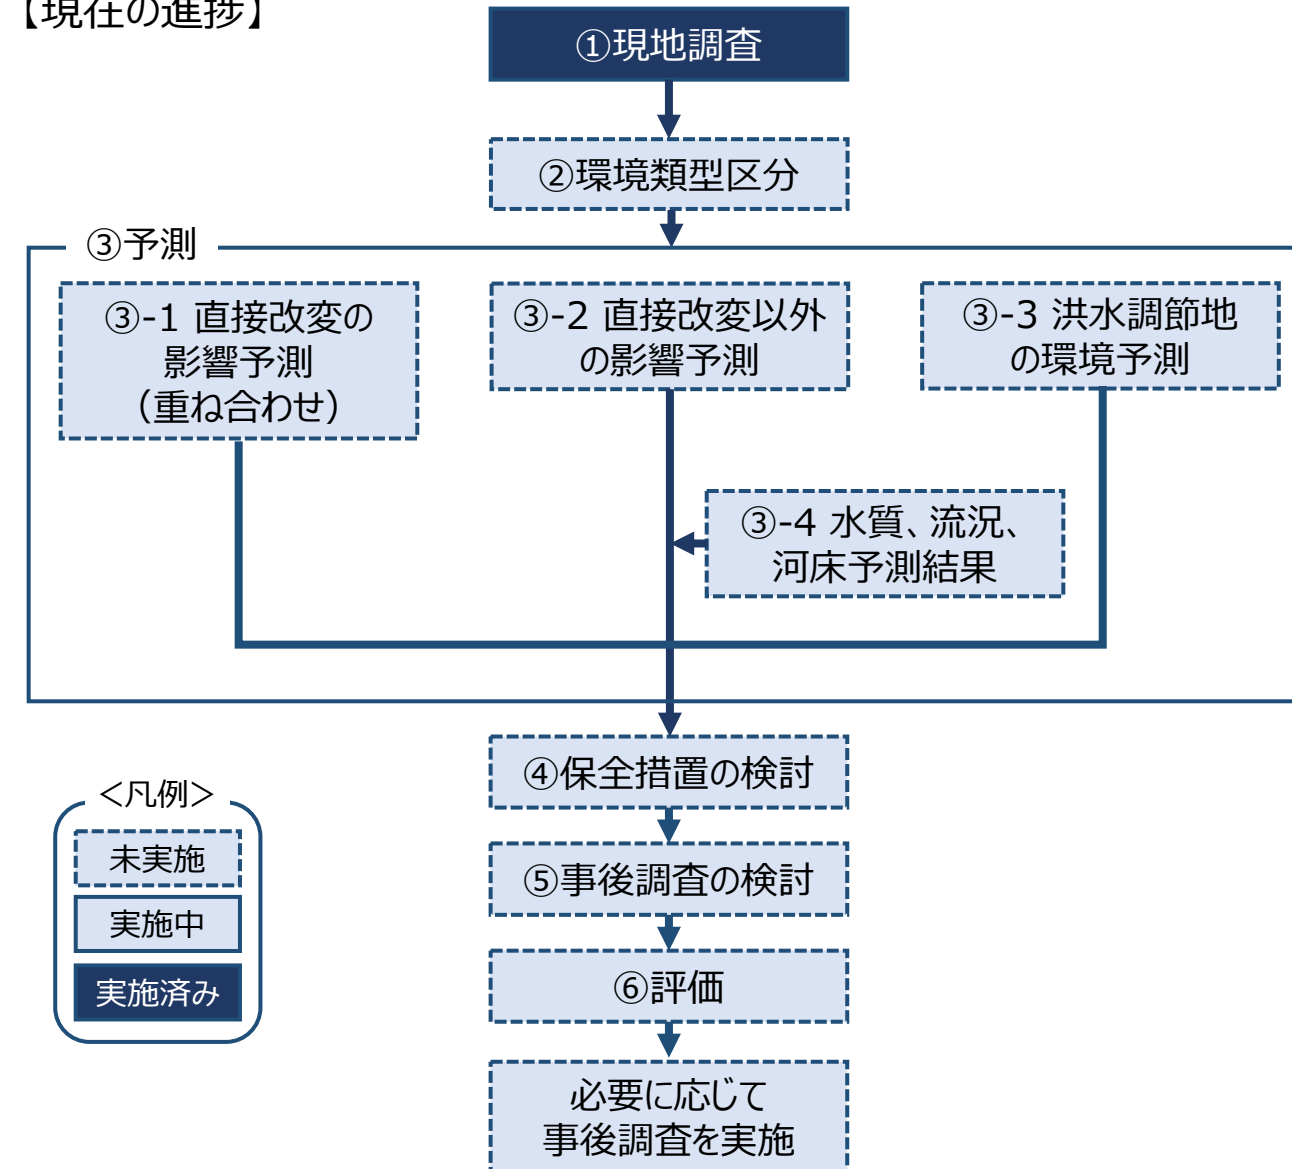 【現在の進捗】
①現地調査
②環境類型区分
③予測
③-1 直接改変の
影響予測
（重ね合わせ）
③-2 直接改変以外
の影響予測
③-3 洪水調節地
の環境予測
③-4 水質、流況、
河床予測結果
④保全措置の検討
⑤事後調査の検討
⑥評価
必要に応じて
事後調査を実施
＜凡例＞
未実施
実施中
実施済み